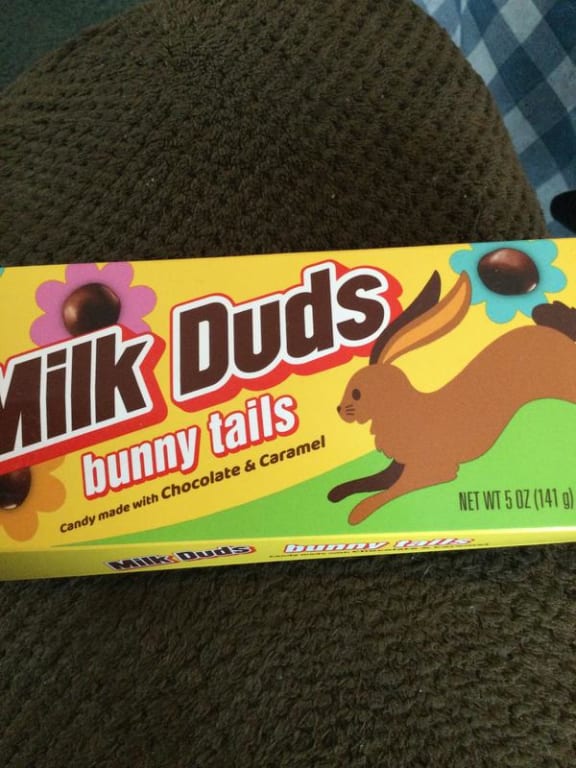 Milk Duds
bunny tails
Candy made with Chocolate & Caramel
NET WT 5 OZ (141 g)
Milk Duds bunny tails